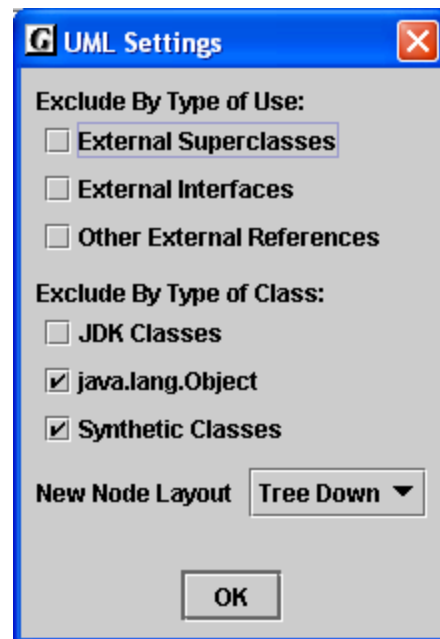 G UML Settings
Exclude By Type of Use:
External Superclasses
External Interfaces
Other External References
Exclude By Type of Class:
JDK Classes
java.lang.Object
Synthetic Classes
New Node Layout Tree Down
OK